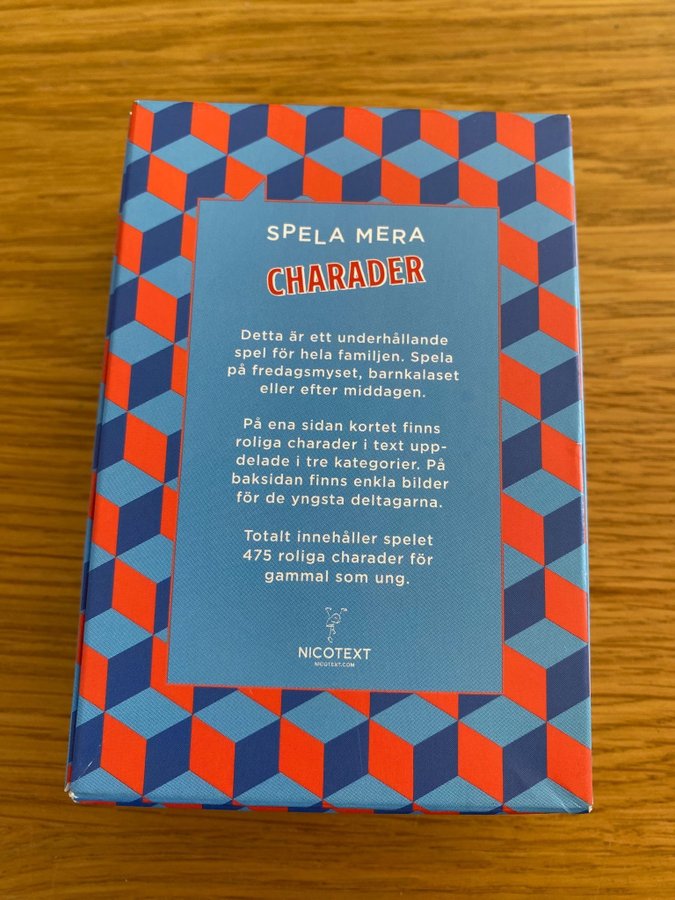 SPELA MERA
CHARADER
Detta är ett underhållande
spel för hela familjen. Spela
på fredagsmyset, barnkalaset
eller efter middagen.
På ena sidan kortet finns
roliga charader i text upp-
delade i tre kategorier. På
baksidan finns enkla bilder
för de yngsta deltagarna.
Totalt innehåller spelet
475 roliga charader för
gammal som ung.
NICOTEXT
NICOTEXT.COM